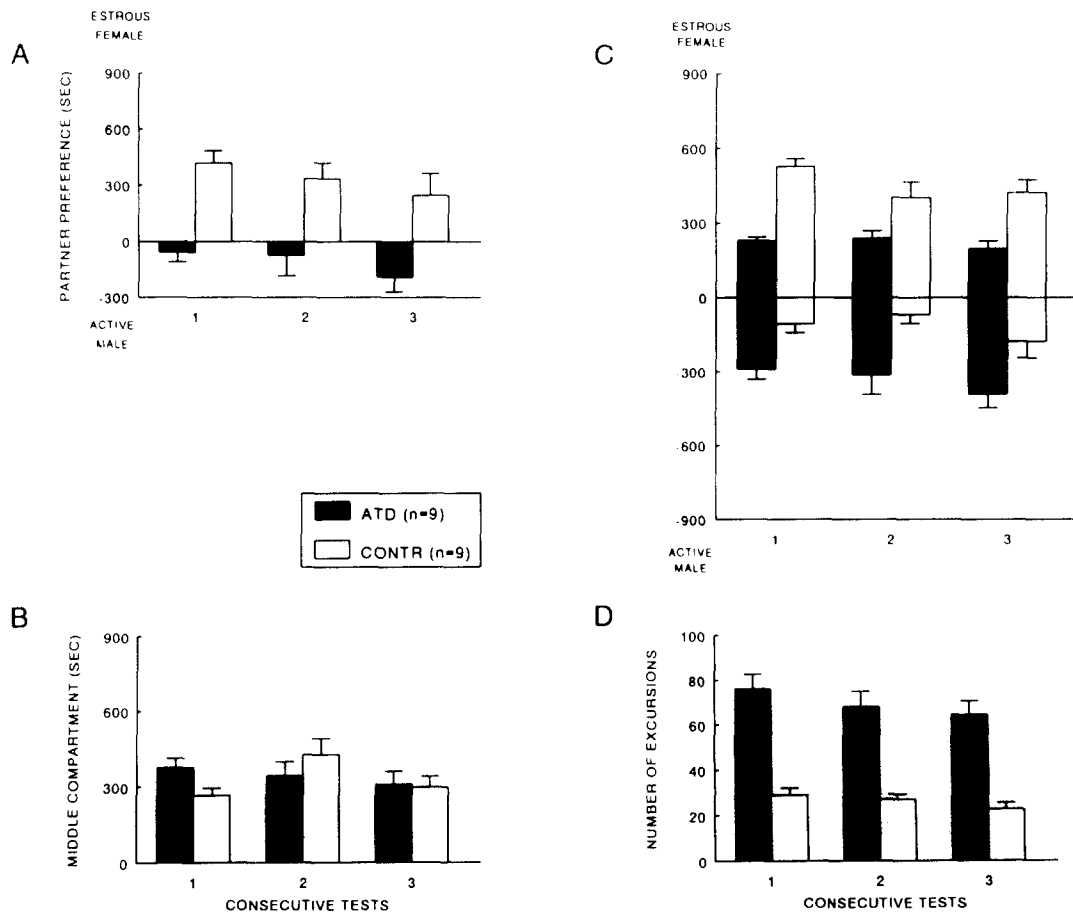 A
ESTROUS
FEMALE
PARTNER PREFERENCE (SEC)
900
600
300
0
-300
1
2
3
ACTIVE
MALE
ATD (n=9)
CONTR (n=9)
B
MIDDLE COMPARTMENT (SEC)
900
600
300
0
1
2
3
CONSECUTIVE TESTS
C
ESTROUS
FEMALE
900
600
300
0
300
-600
-900
1
2
3
ACTIVE
MALE
D
NUMBER OF EXCURSIONS
100
80
60
40
20
0
1
2
3
CONSECUTIVE TESTS